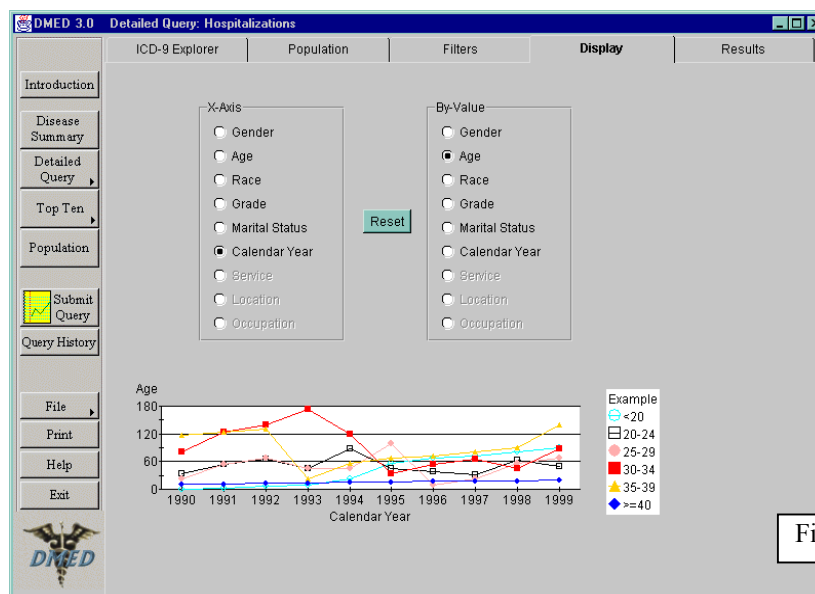 DMED 3.0 Detailed Query: Hospitalizations
ICD-9 Explorer Population Filters Display Results
Introduction
Disease
Summary
Detailed
Query
Top Ten
Population
Submit
Query
Query History
File
Print
Help
Exit
DMED
X-Axis
Gender
Age
Race
Grade
Marital Status
Calendar Year
Service
Location
Occupation
Reset
By-Value
Gender
Age
Race
Grade
Marital Status
Calendar Year
Service
Location
Occupation
Age
180
120
60
0
1990 1991 1992 1993 1994 1995 1996 1997 1998 1999
Calendar Year
Example
<20
20-24
25-29
30-34
35-39
>=40